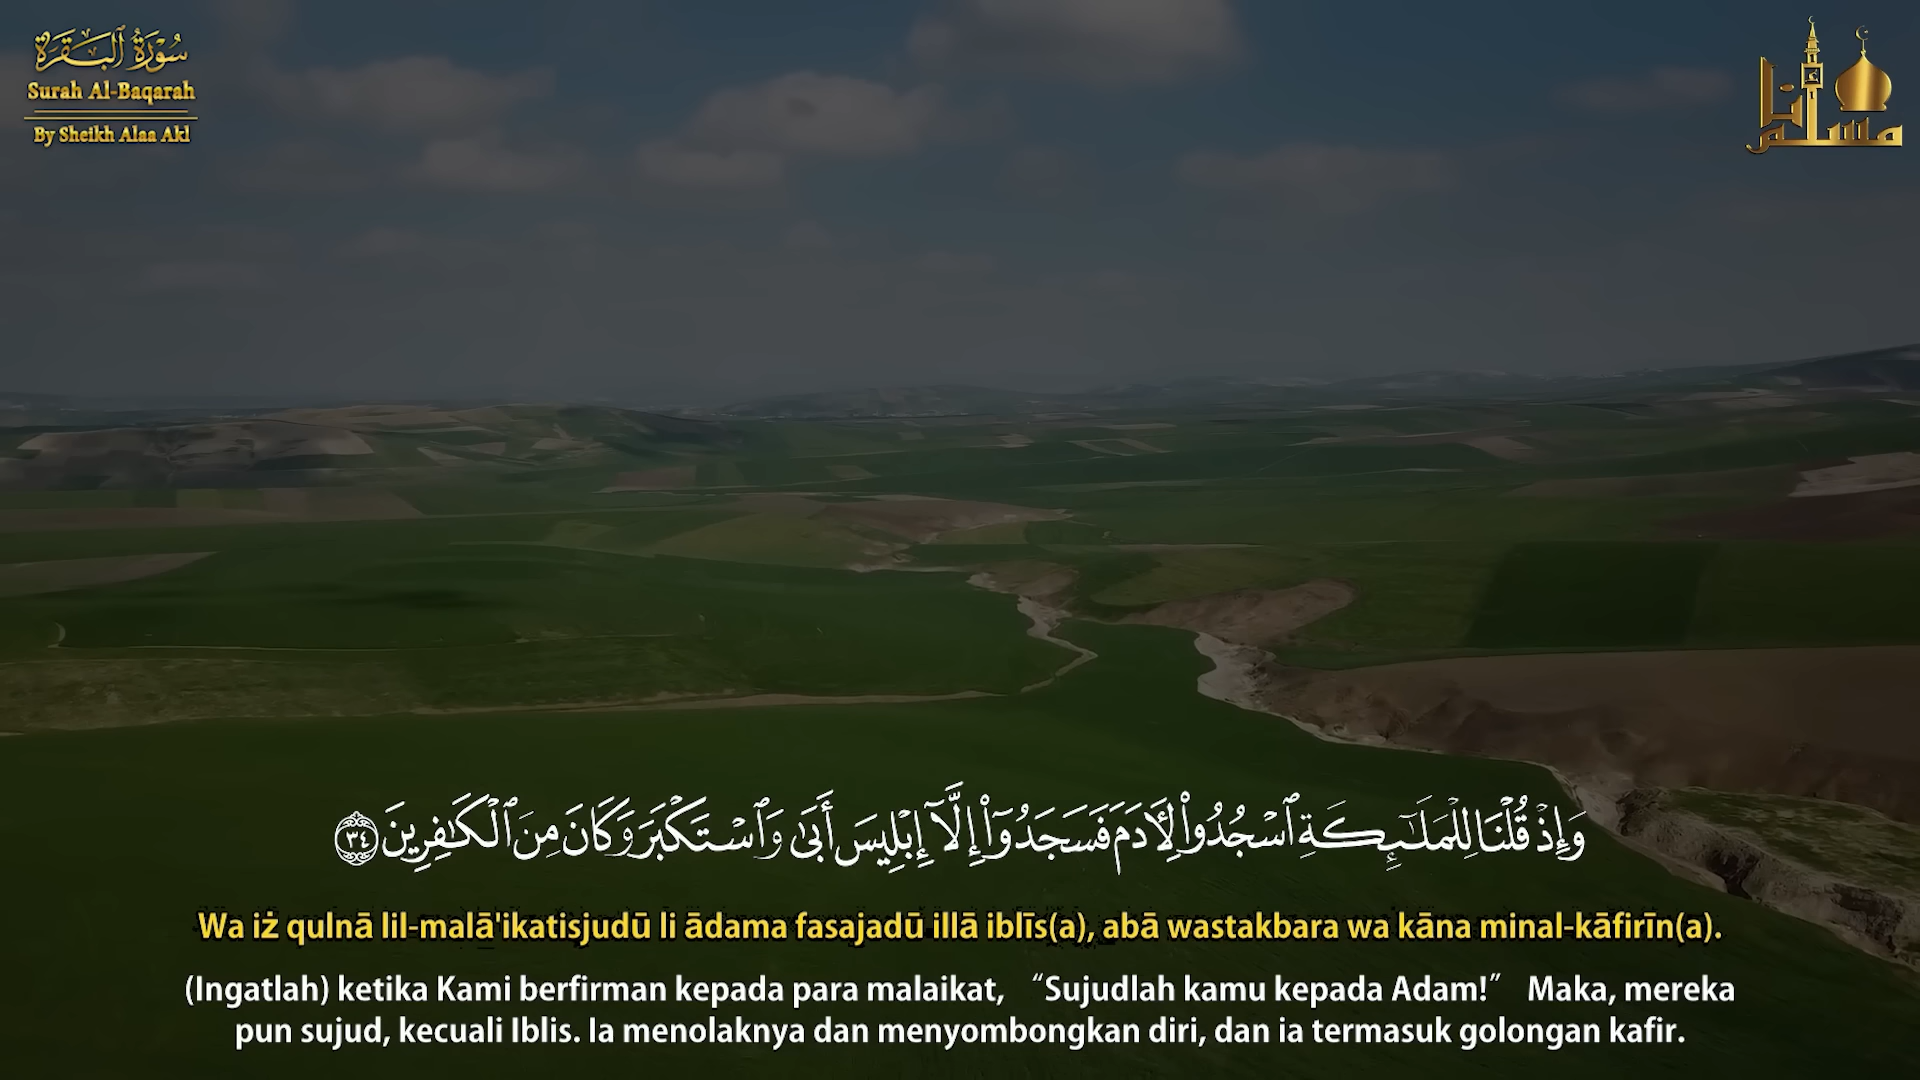 سُورَةُ ٱلْبَقَرَةِ
Surah Al-Baqarah
By Sheikh Alaa Akl
أنا
مسلم
وَإِذْ قُلْنَا لِلْمَلَـٰٓئِكَةِ ٱسْجُدُوا۟ لِـَٔادَمَ فَسَجَدُوٓا۟ إِلَّآ إِبْلِيسَ أَبَىٰ وَٱسْتَكْبَرَ وَكَانَ مِنَ ٱلْكَـٰفِرِينَ ٣٤
Wa iż qulnā lil-malā'ikatisjudū li ādama fasajadū illā iblīs(a), abā wastakbara wa kāna minal-kāfirīn(a).
(Ingatlah) ketika Kami berfirman kepada para malaikat, “Sujudlah kamu kepada Adam!” Maka, mereka
pun sujud, kecuali Iblis. Ia menolaknya dan menyombongkan diri, dan ia termasuk golongan kafir.